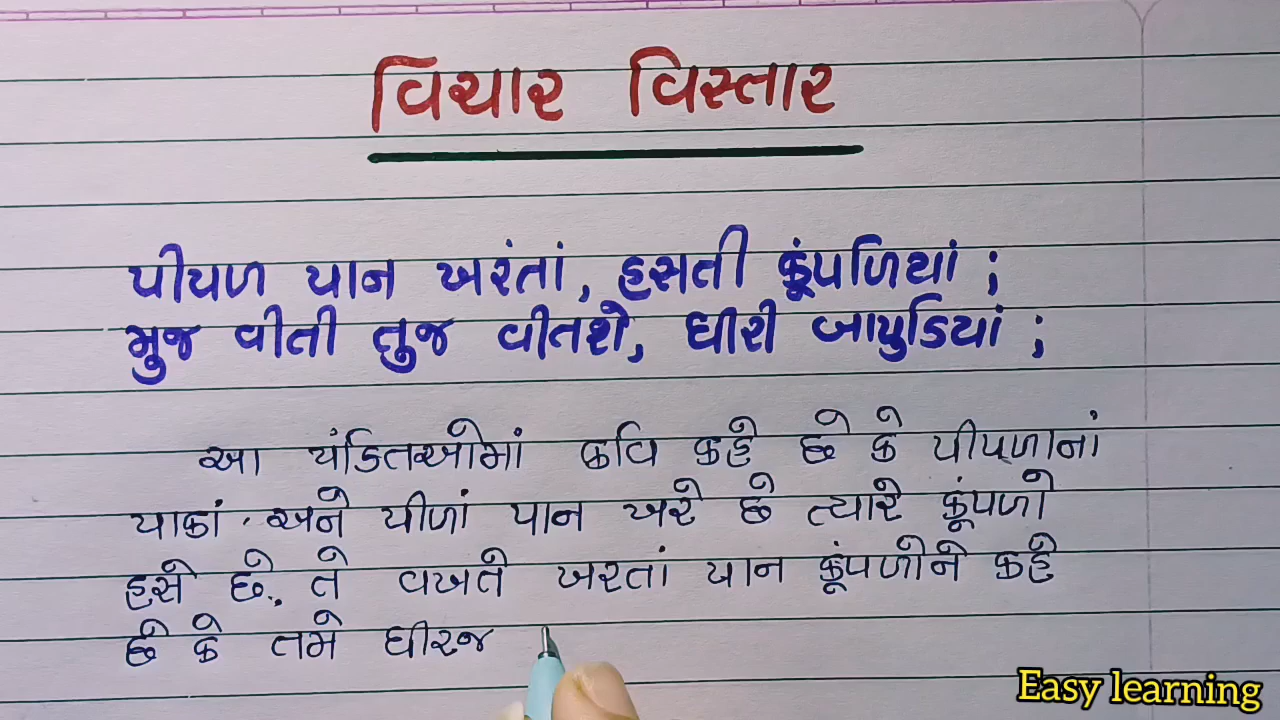 વિચાર વિસ્તાર
પીપળ પાન ખરંતાં, હસતી કૂંપળિયાં ;
મુજ વીતી તુજ વીતશે, ધીરી બાપુડિયાં ;
આ પંક્તિઓમાં કવિ કહે છે કે પીપળાનાં
પાકાં અને પીળાં પાન ખરે છે ત્યારે કૂંપળો
હસે છે. તે વખતે ખરતાં પાન કૂંપળોને કહે
છે કે તમે ધીરજ
Easy learning